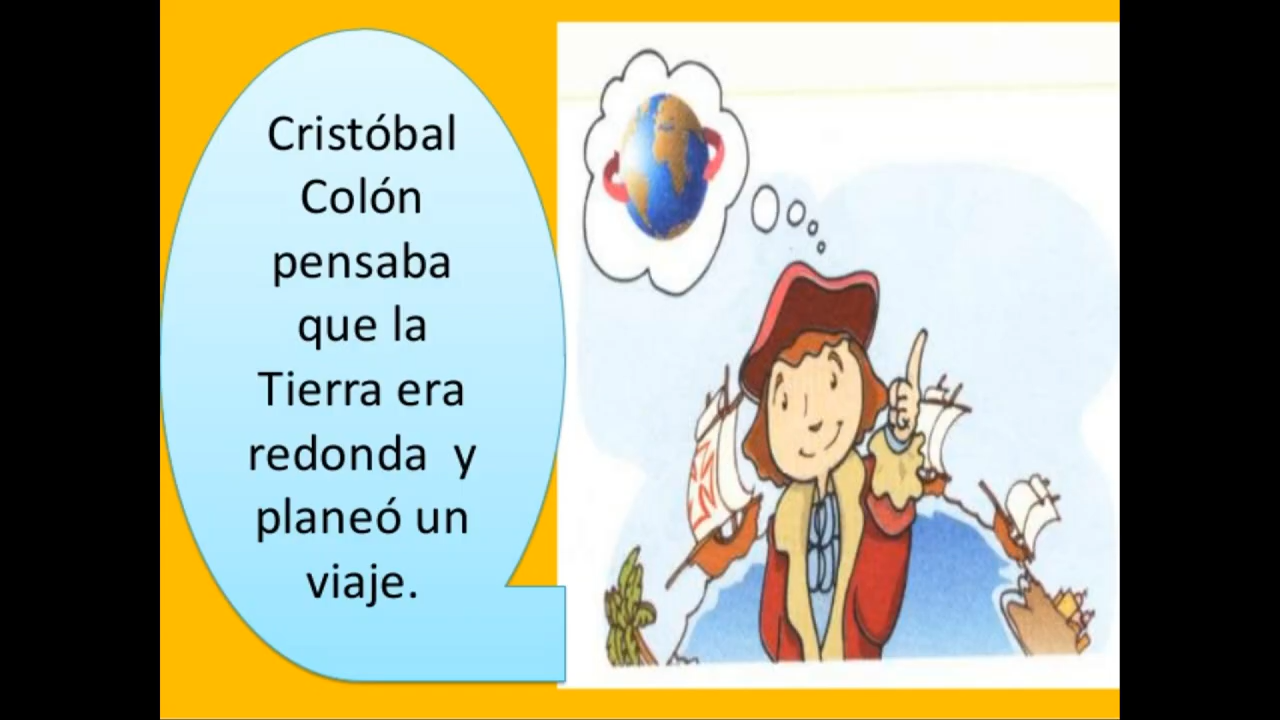 Cristóbal
Colón
pensaba
que la
Tierra era
redonda  y
planeó un
viaje.